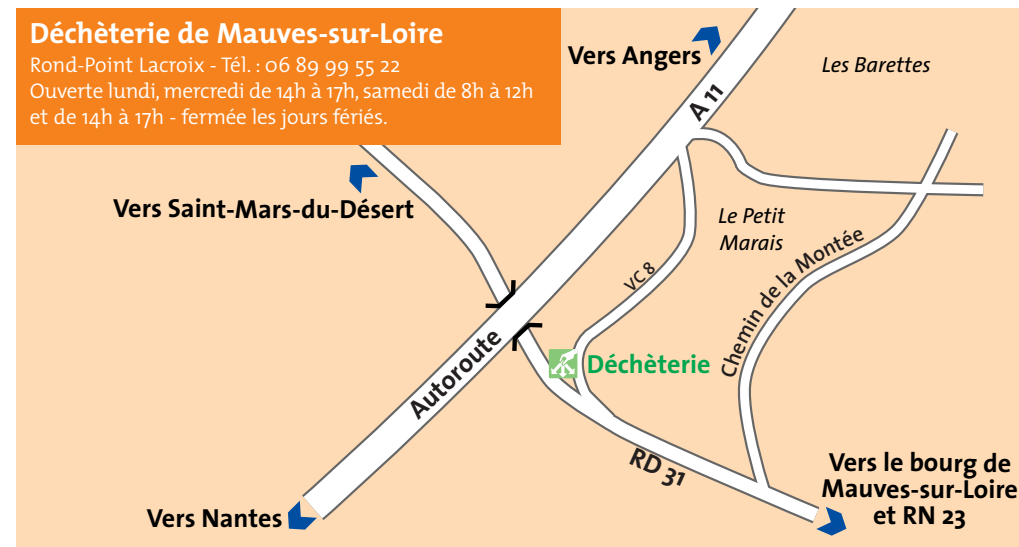 Déchèterie de Mauves-sur-Loire
Rond-Point Lacroix - Tél. : 06 89 99 55 22
Ouverte lundi, mercredi de 14h à 17h, samedi de 8h à 12h
et de 14h à 17h - fermée les jours fériés.
Vers Angers
Les Barettes
A 11
Vers Saint-Mars-du-Désert
Le Petit
Marais
VC 8
Chemin de la Montée
Déchèterie
Autoroute
RD 31
Vers le bourg de
Mauves-sur-Loire
et RN 23
Vers Nantes